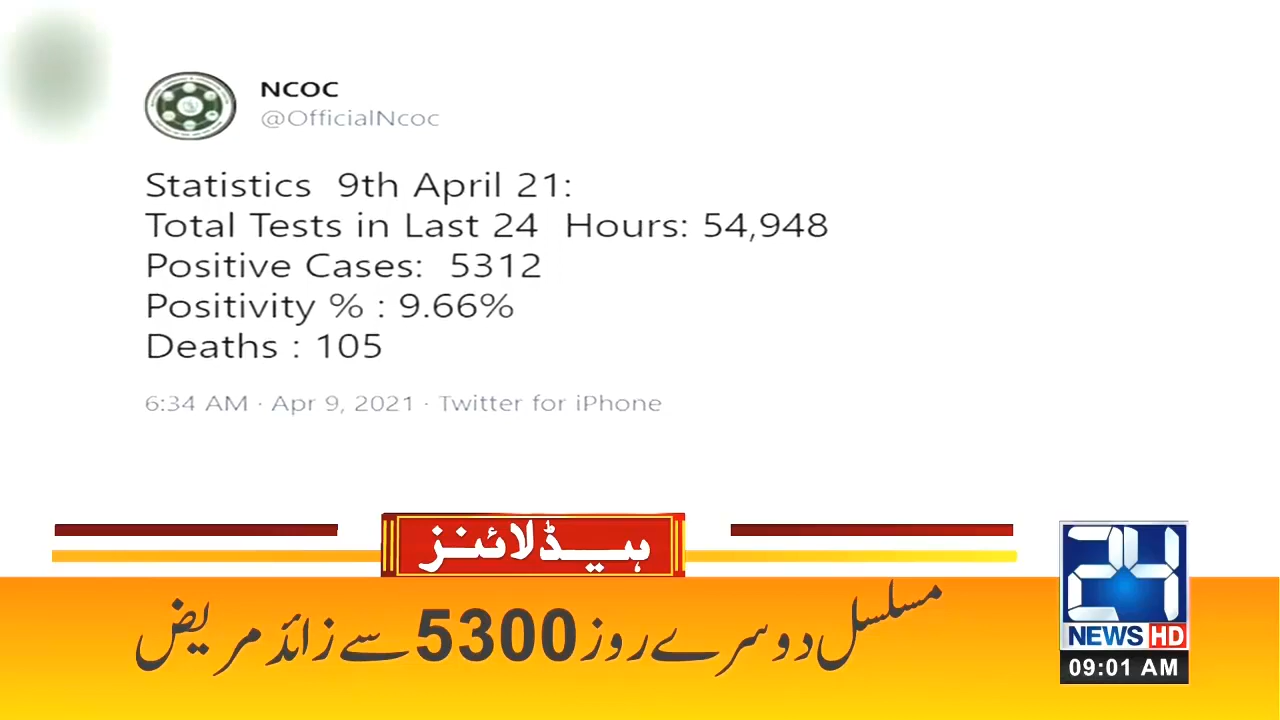 NCOC
@OfficialNcoc
Statistics 9th April 21:
Total Tests in Last 24 Hours: 54,948
Positive Cases: 5312
Positivity % : 9.66%
Deaths : 105
6:34 AM · Apr 9, 2021 · Twitter for iPhone
ہیڈلائنز
مسلسل دوسرے روز 5300 سے زائد مریض
24
NEWS HD
09:01 AM